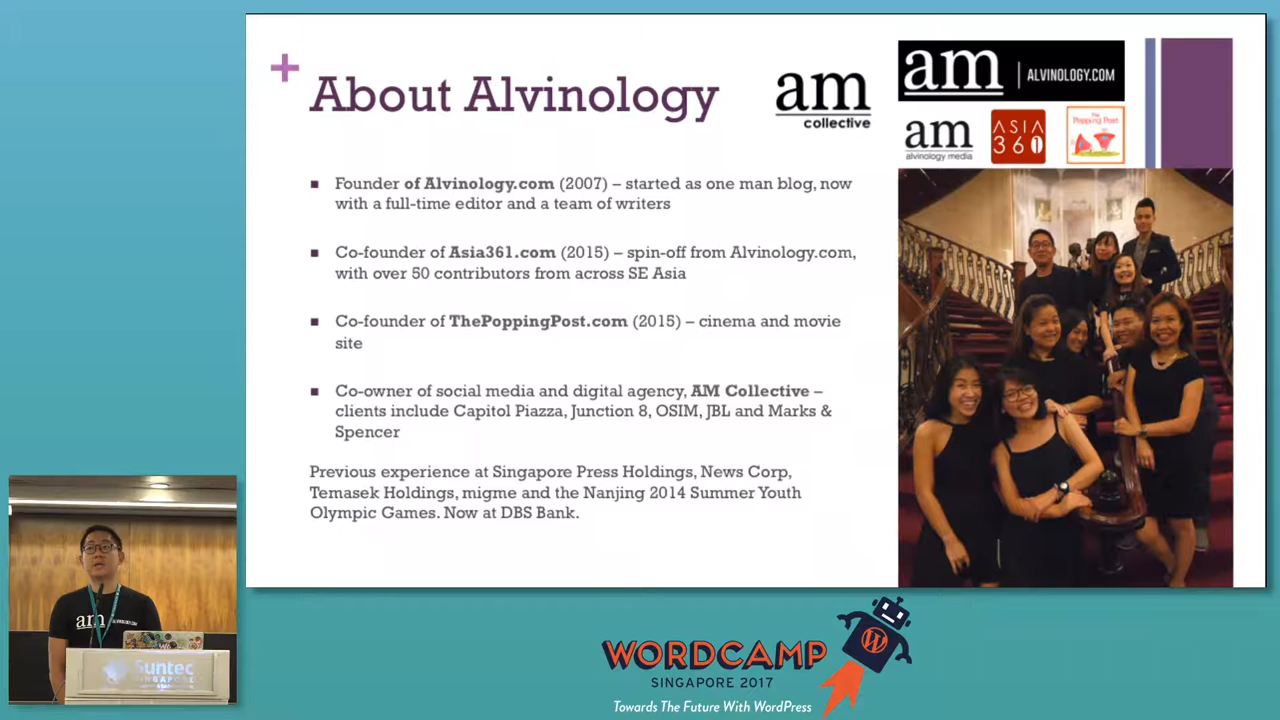 About Alvinology
am
collective
am | ALVINOLOGY.COM
am
alvinology media
ASIA
361
The
Popping Post
Founder of Alvinology.com (2007) – started as one man blog, now
with a full-time editor and a team of writers
Co-founder of Asia361.com (2015) – spin-off from Alvinology.com,
with over 50 contributors from across SE Asia
Co-founder of ThePoppingPost.com (2015) – cinema and movie
site
Co-owner of social media and digital agency, AM Collective –
clients include Capitol Piazza, Junction 8, OSIM, JBL and Marks &
Spencer
Previous experience at Singapore Press Holdings, News Corp,
Temasek Holdings, migme and the Nanjing 2014 Summer Youth
Olympic Games. Now at DBS Bank.
am ALVINOLOGY.COM
Suntec
SINGAPORE
WORDCAMP
SINGAPORE 2017
Towards The Future With WordPress